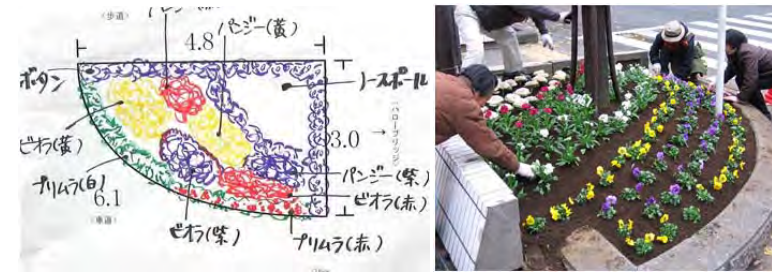 (歩道)
4.8
パンジー(黄)
ボタン
ノースポール
3.0
→
(ハローブリッジ)
ビオラ(黄)
プリムラ(白)
6.1
(車道)
パンジー(紫)
ビオラ(赤)
ビオラ(紫)
プリムラ(赤)